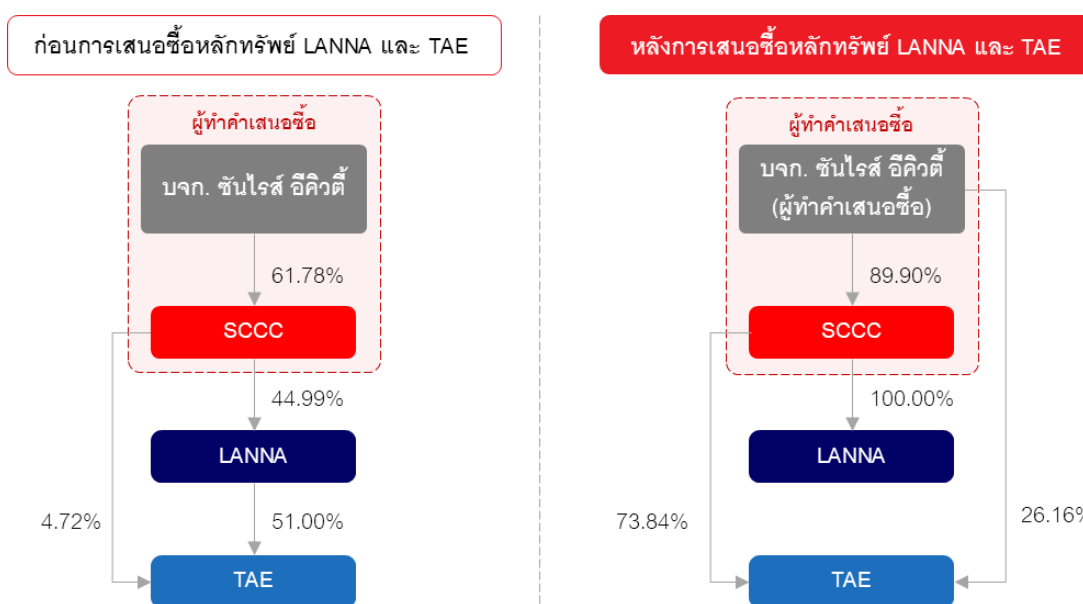 ก่อนการเสนอซื้อหลักทรัพย์ LANNA และ TAE
ผู้ทำคำเสนอซื้อ
บจก. ซันไรส์ อีคิวตี้
61.78%
SCCC
44.99%
LANNA
4.72%
51.00%
TAE
หลังการเสนอซื้อหลักทรัพย์ LANNA และ TAE
ผู้ทำคำเสนอซื้อ
บจก. ซันไรส์ อีคิวตี้
(ผู้ทำคำเสนอซื้อ)
89.90%
SCCC
100.00%
LANNA
73.84%
26.16%
TAE